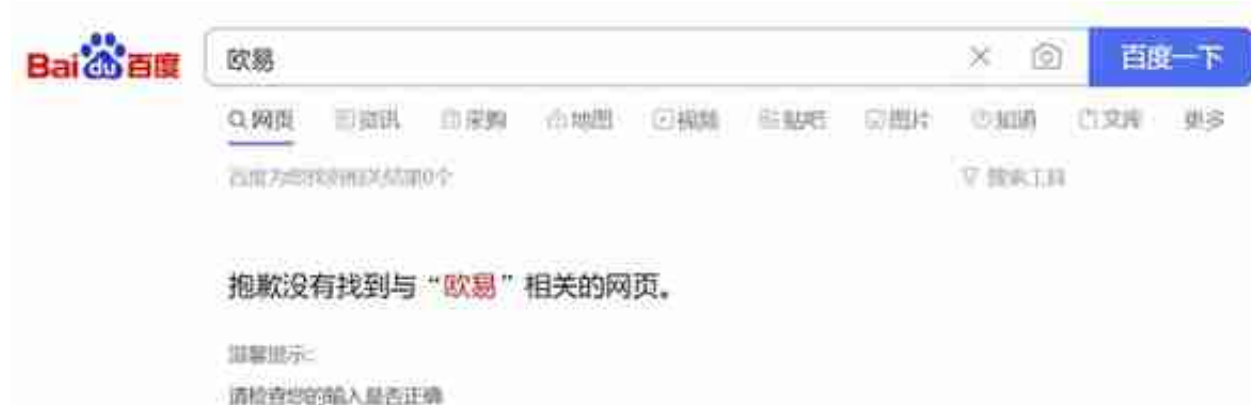 Bai du 百度 欧易 百度一下
网页 资讯 采购 地图 视频 贴吧 图片 知道 文库 更多
百度为您找到相关结果0个 搜索工具
抱歉没有找到与“欧易”相关的网页。
温馨提示：
请检查您的输入是否正确